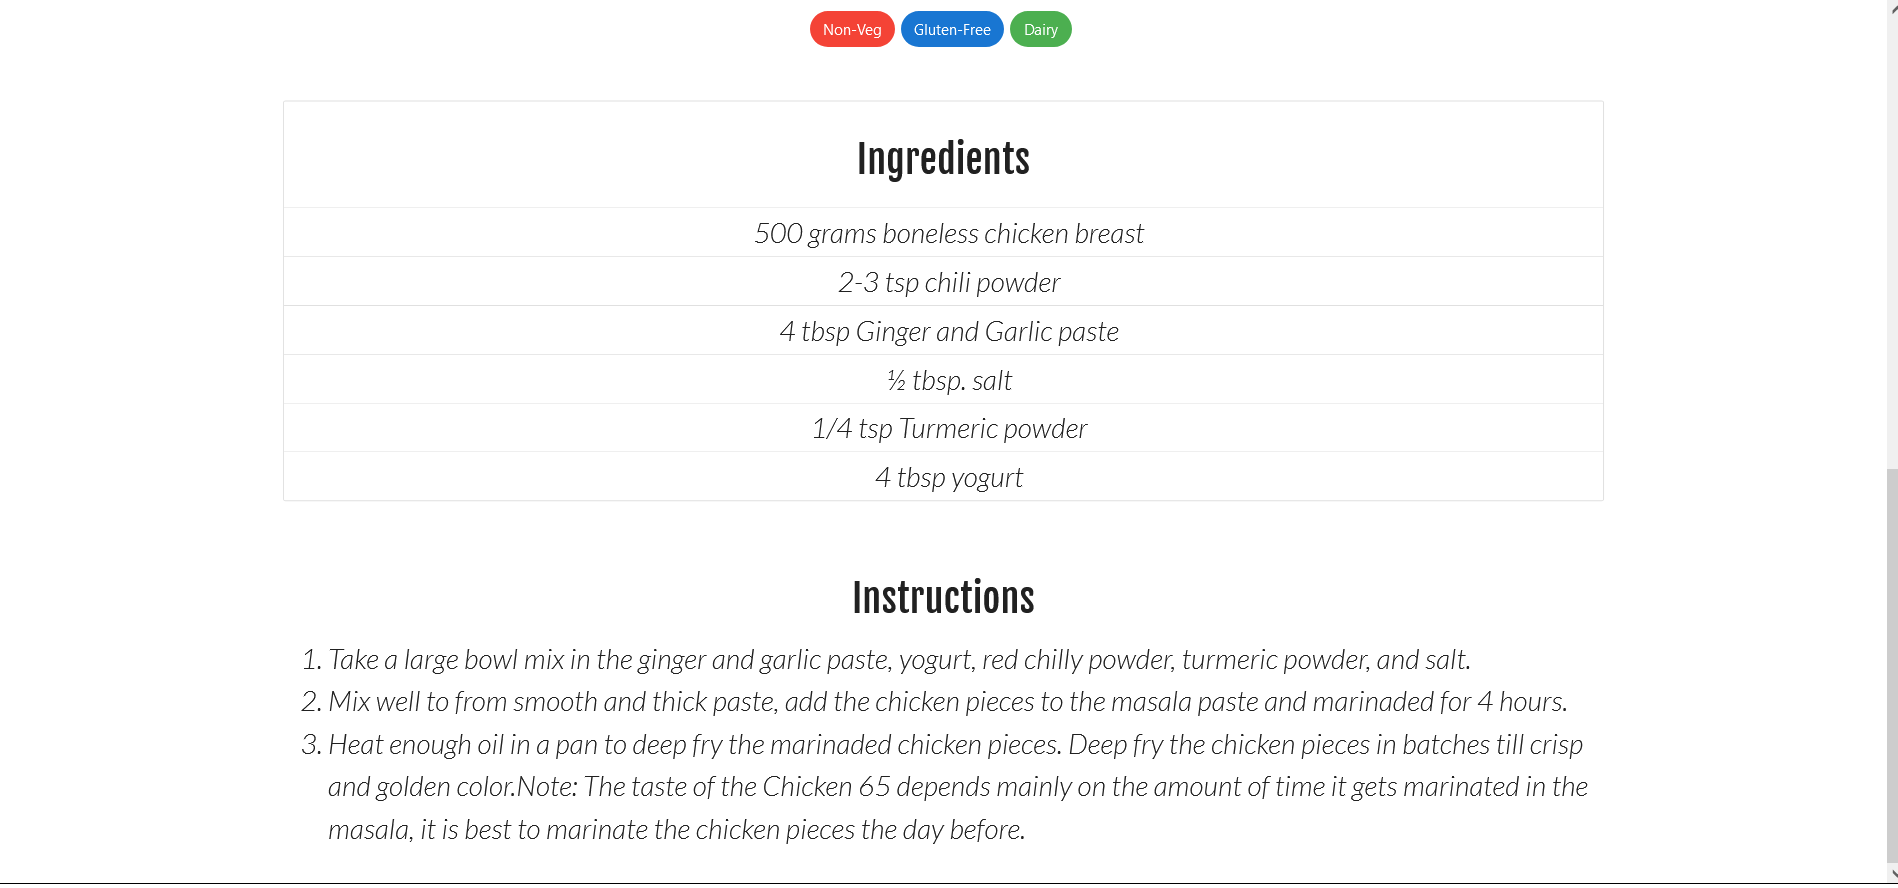 Non-Veg Gluten-Free Dairy
Ingredients
500 grams boneless chicken breast
2-3 tsp chili powder
4 tbsp Ginger and Garlic paste
½ tbsp. salt
1/4 tsp Turmeric powder
4 tbsp yogurt
Instructions
1. Take a large bowl mix in the ginger and garlic paste, yogurt, red chilly powder, turmeric powder, and salt.
2. Mix well to from smooth and thick paste, add the chicken pieces to the masala paste and marinaded for 4 hours.
3. Heat enough oil in a pan to deep fry the marinaded chicken pieces. Deep fry the chicken pieces in batches till crisp
and golden color.Note: The taste of the Chicken 65 depends mainly on the amount of time it gets marinated in the
masala, it is best to marinate the chicken pieces the day before.